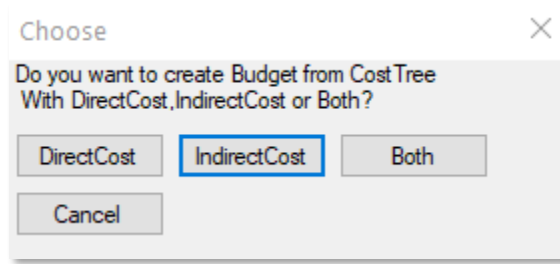 Choose
Do you want to create Budget from CostTree
With DirectCost,IndirectCost or Both?
DirectCost IndirectCost Both
Cancel